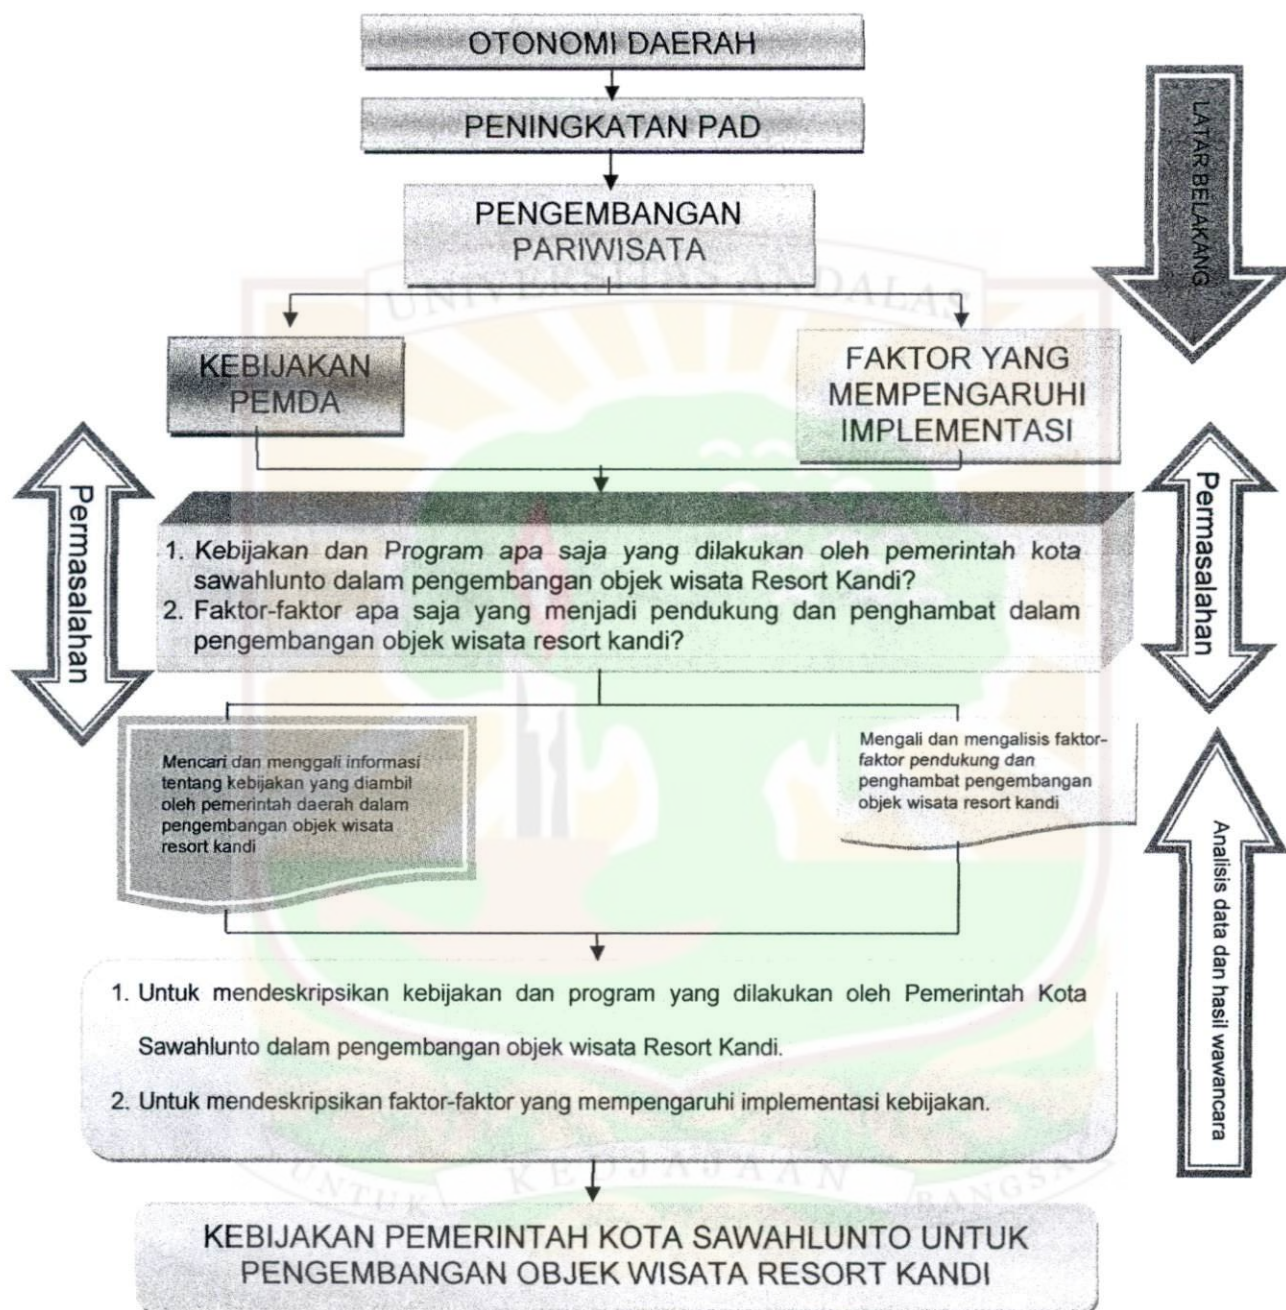 OTONOMI DAERAH
PENINGKATAN PAD
PENGEMBANGAN
PARIWISATA
LATAR BELAKANG
UNIVERSITAS ANDALAS
KEBIJAKAN
PEMDA
FAKTOR YANG
MEMPENGARUHI
IMPLEMENTASI
Permasalahan
Permasalahan
1. Kebijakan dan Program apa saja yang dilakukan oleh pemerintah kota
sawahlunto dalam pengembangan objek wisata Resort Kandi?
2. Faktor-faktor apa saja yang menjadi pendukung dan penghambat dalam
pengembangan objek wisata resort kandi?
Mencari dan menggali informasi
tentang kebijakan yang diambil
oleh pemerintah daerah dalam
pengembangan objek wisata
resort kandi
Mengali dan mengalisis faktor-
faktor pendukung dan
penghambat pengembangan
objek wisata resort kandi
Analisis data dan hasil wawancara
1. Untuk mendeskripsikan kebijakan dan program yang dilakukan oleh Pemerintah Kota
Sawahlunto dalam pengembangan objek wisata Resort Kandi.
2. Untuk mendeskripsikan faktor-faktor yang mempengaruhi implementasi kebijakan.
UNTUK KEDJAJAAN BANGSA
KEBIJAKAN PEMERINTAH KOTA SAWAHLUNTO UNTUK
PENGEMBANGAN OBJEK WISATA RESORT KANDI